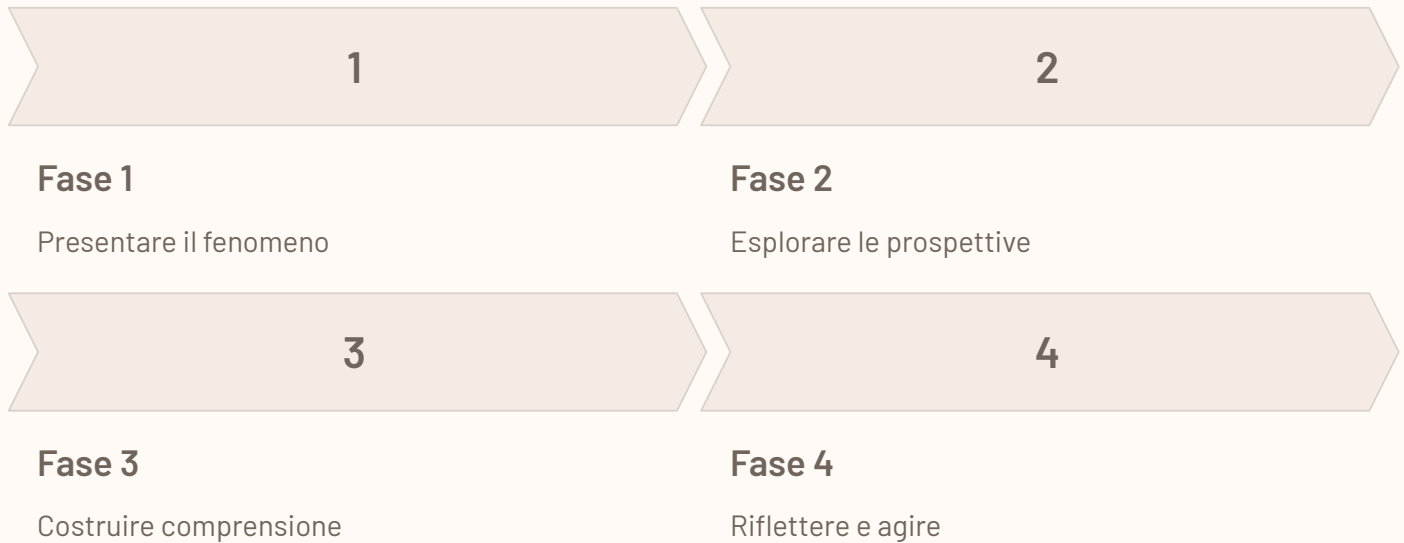 1
2
Fase 1
Presentare il fenomeno
Fase 2
Esplorare le prospettive
3
4
Fase 3
Costruire comprensione
Fase 4
Riflettere e agire